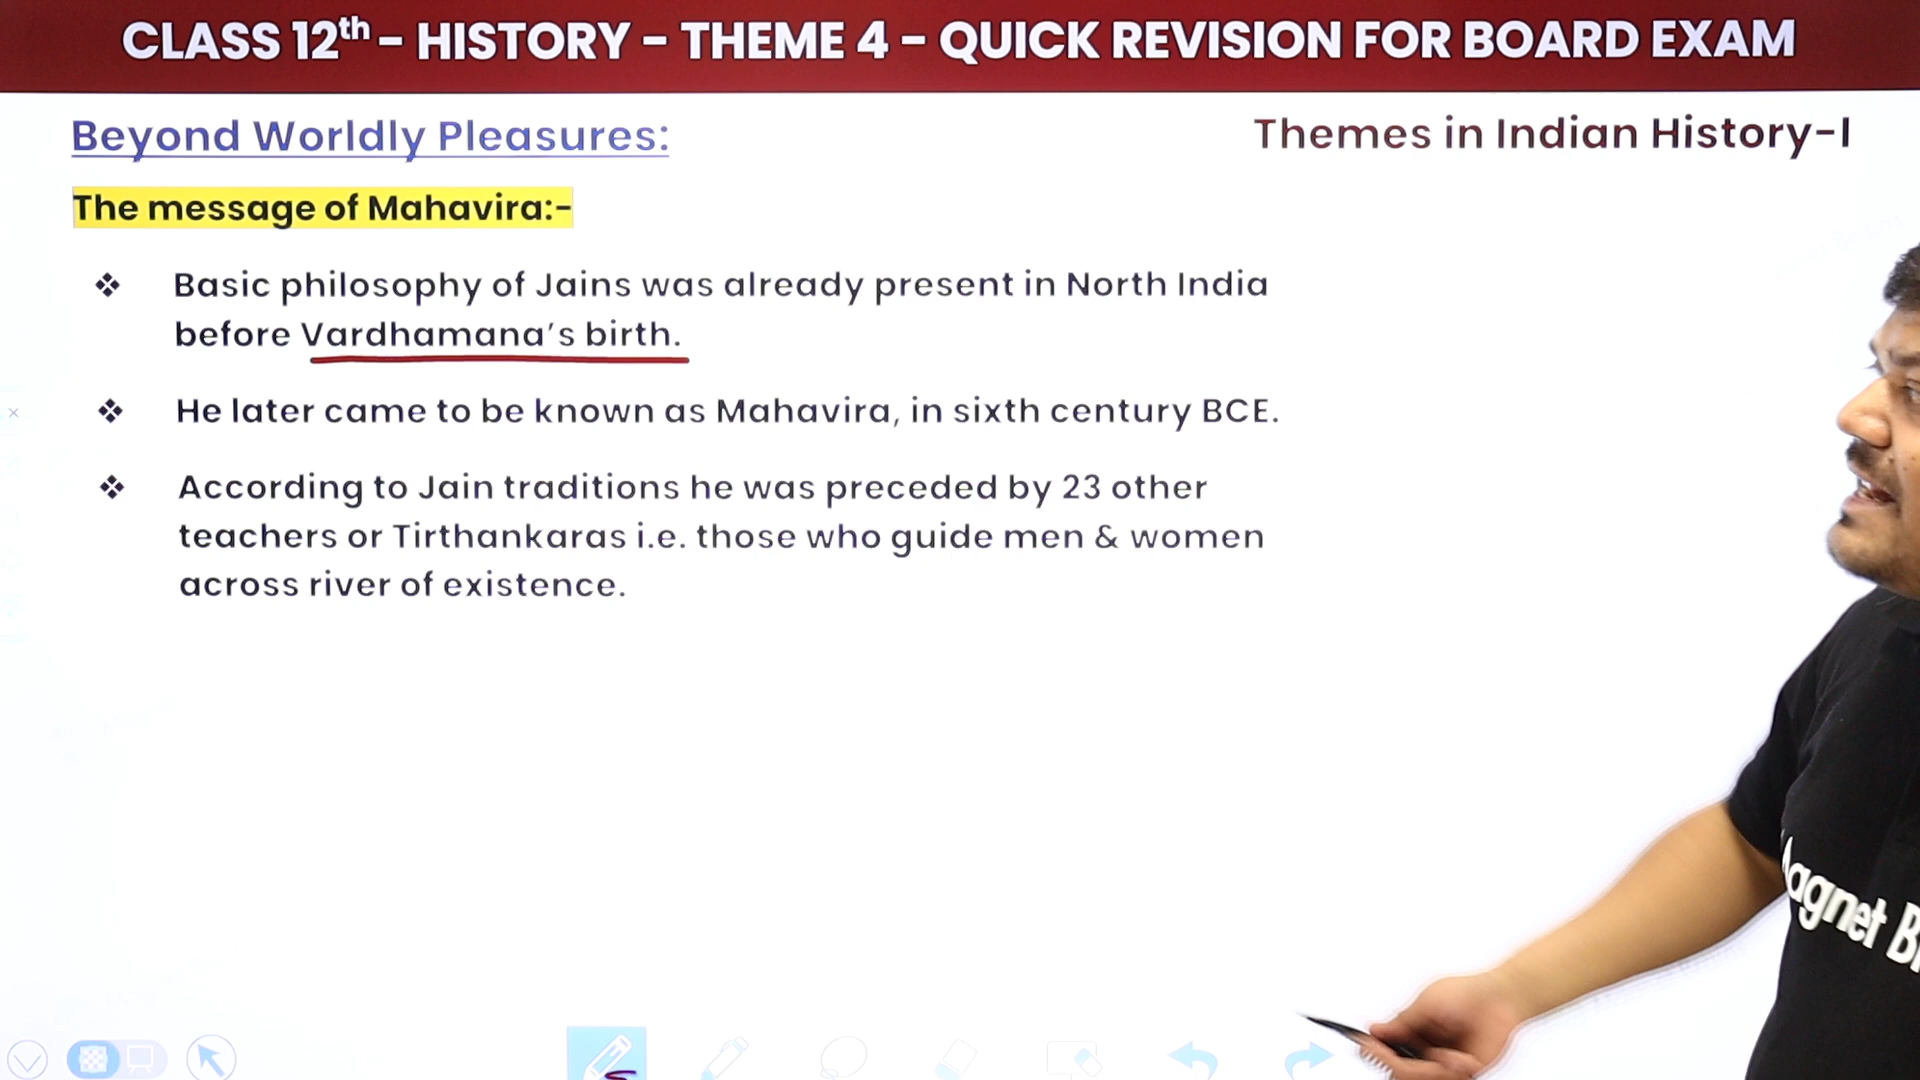 CLASS 12th - HISTORY - THEME 4 - QUICK REVISION FOR BOARD EXAM
Beyond Worldly Pleasures:
Themes in Indian History-I
The message of Mahavira:-
❖ Basic philosophy of Jains was already present in North India
before Vardhamana's birth.
❖ He later came to be known as Mahavira, in sixth century BCE.
❖ According to Jain traditions he was preceded by 23 other
teachers or Tirthankaras i.e. those who guide men & women
across river of existence.